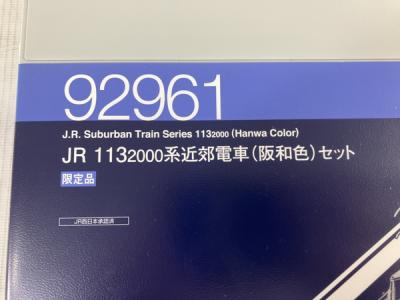 92961
J.R. Suburban Train Series 1132000 (Hanwa Color)
JR 1132000系近郊電車(阪和色)セット
限定品
JR西日本承認済